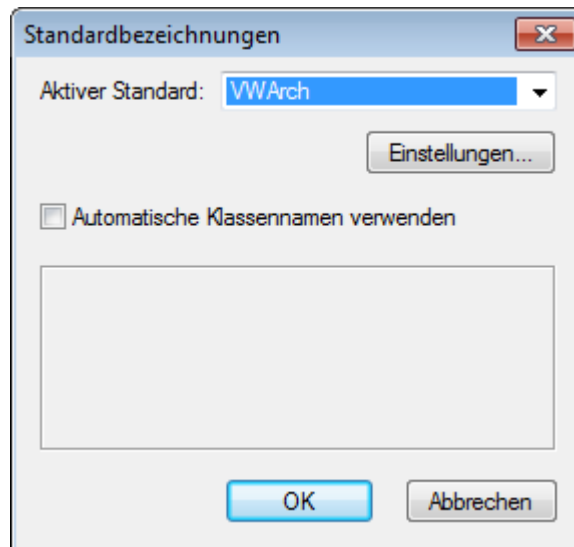 Standardbezeichnungen
Aktiver Standard: VWArch
Einstellungen...
Automatische Klassennamen verwenden
OK Abbrechen